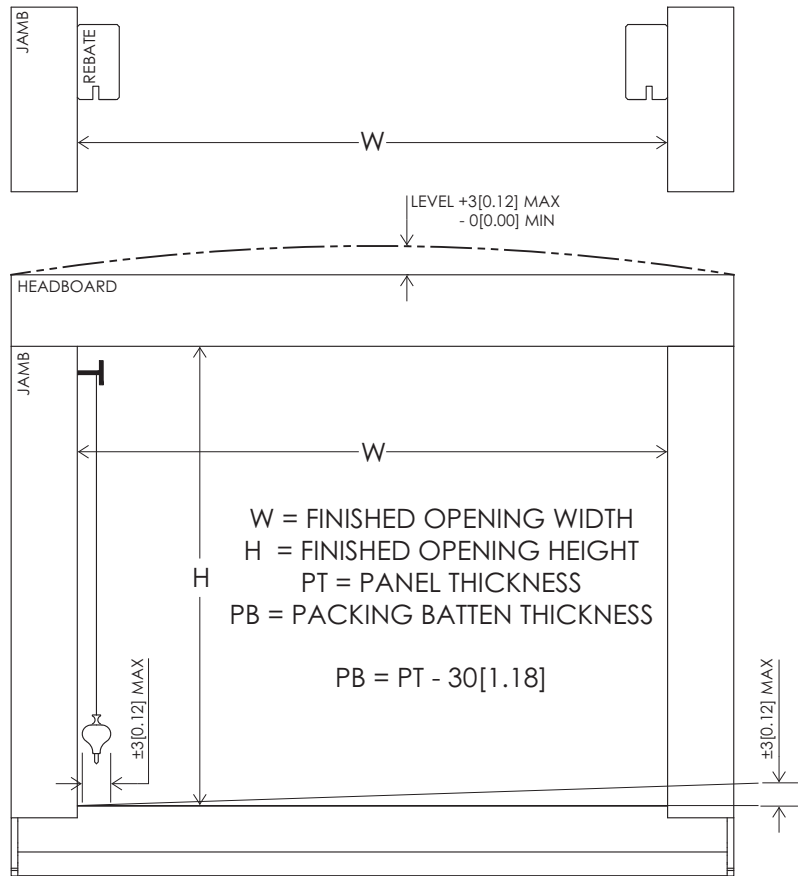 JAMB
REBATE
W
LEVEL +3[0.12] MAX
- 0[0.00] MIN
HEADBOARD
JAMB
W
W = FINISHED OPENING WIDTH
H = FINISHED OPENING HEIGHT
H
PT = PANEL THICKNESS
PB = PACKING BATTEN THICKNESS
PB = PT - 30[1.18]
±3[0.12] MAX
±3[0.12] MAX